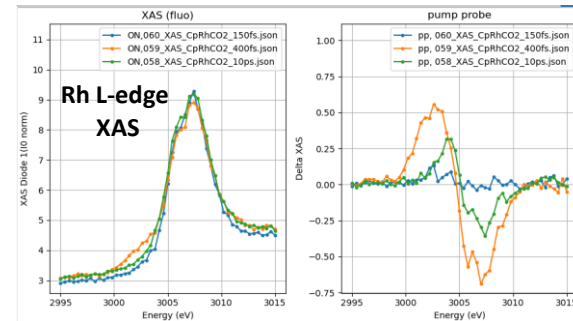 XAS (fluo)
pump probe
ON,060_XAS_CpRhCO2_150fs.json
ON,059_XAS_CpRhCO2_400fs.json
ON,058_XAS_CpRhCO2_10ps.json
pp, 060_XAS_CpRhCO2_150fs.json
pp, 059_XAS_CpRhCO2_400fs.json
pp, 058_XAS_CpRhCO2_10ps.json
Rh L-edge
XAS
XAS Diode 1(I0 norm)
11
10
9
8
7
6
5
4
3
2995
3000
3005
3010
3015
Energy (eV)
Delta XAS
1.00
0.75
0.50
0.25
0.00
−0.25
−0.50
−0.75
2995
3000
3005
3010
3015
Energy (eV)